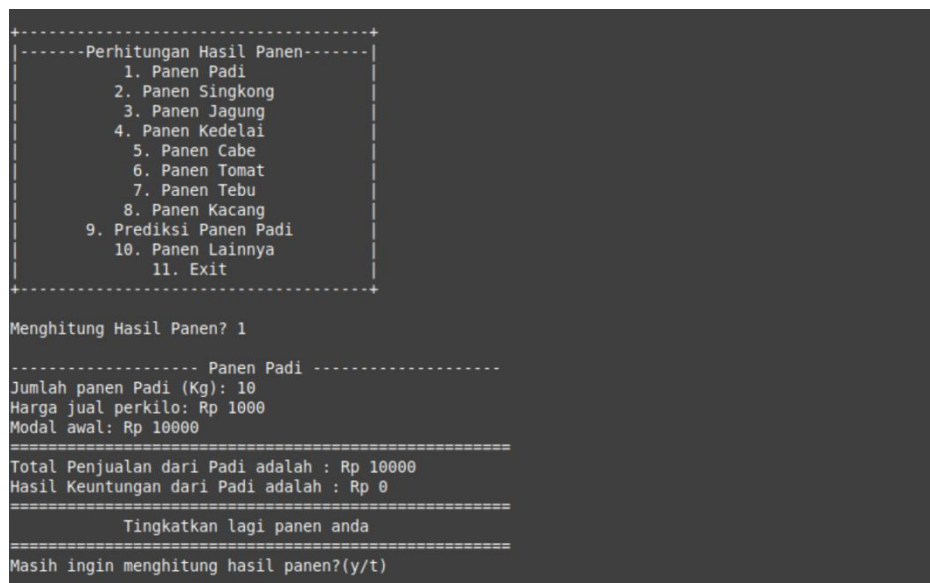 +-------------------------------------+
|-------Perhitungan Hasil Panen-------|
| 1. Panen Padi |
| 2. Panen Singkong |
| 3. Panen Jagung |
| 4. Panen Kedelai |
| 5. Panen Cabe |
| 6. Panen Tomat |
| 7. Panen Tebu |
| 8. Panen Kacang |
| 9. Prediksi Panen Padi |
| 10. Panen Lainnya |
| 11. Exit |
+-------------------------------------+
Menghitung Hasil Panen? 1
-------------------- Panen Padi --------------------
Jumlah panen Padi (Kg): 10
Harga jual perkilo: Rp 1000
Modal awal: Rp 10000
=====================================================
Total Penjualan dari Padi adalah : Rp 10000
Hasil Keuntungan dari Padi adalah : Rp 0
=====================================================
Tingkatkan lagi panen anda
=====================================================
Masih ingin menghitung hasil panen?(y/t)